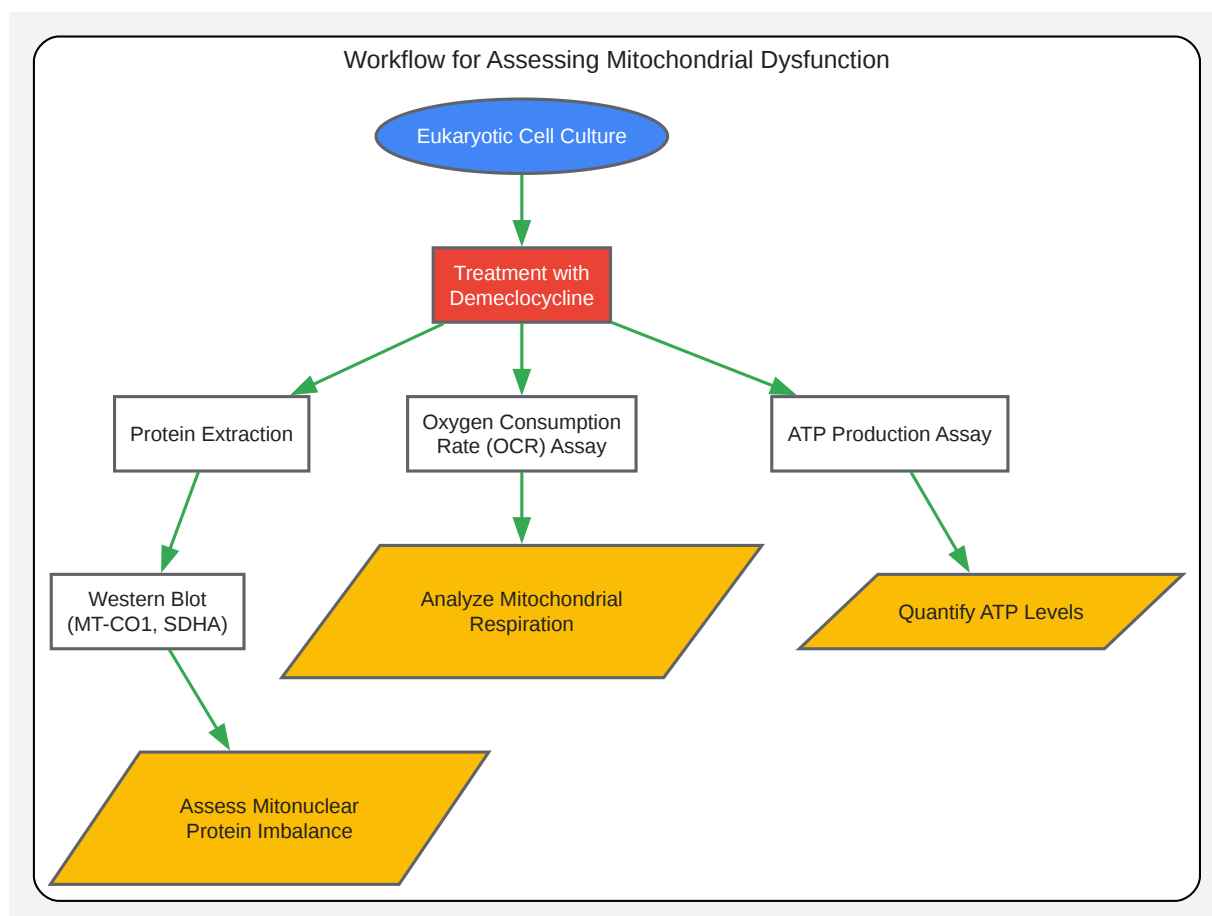 Workflow for Assessing Mitochondrial Dysfunction
Eukaryotic Cell Culture
Treatment with
Demeclocycline
Protein Extraction
Oxygen Consumption
Rate (OCR) Assay
ATP Production Assay
Western Blot
(MT-CO1, SDHA)
Analyze Mitochondrial
Respiration
Quantify ATP Levels
Assess Mitonuclear
Protein Imbalance